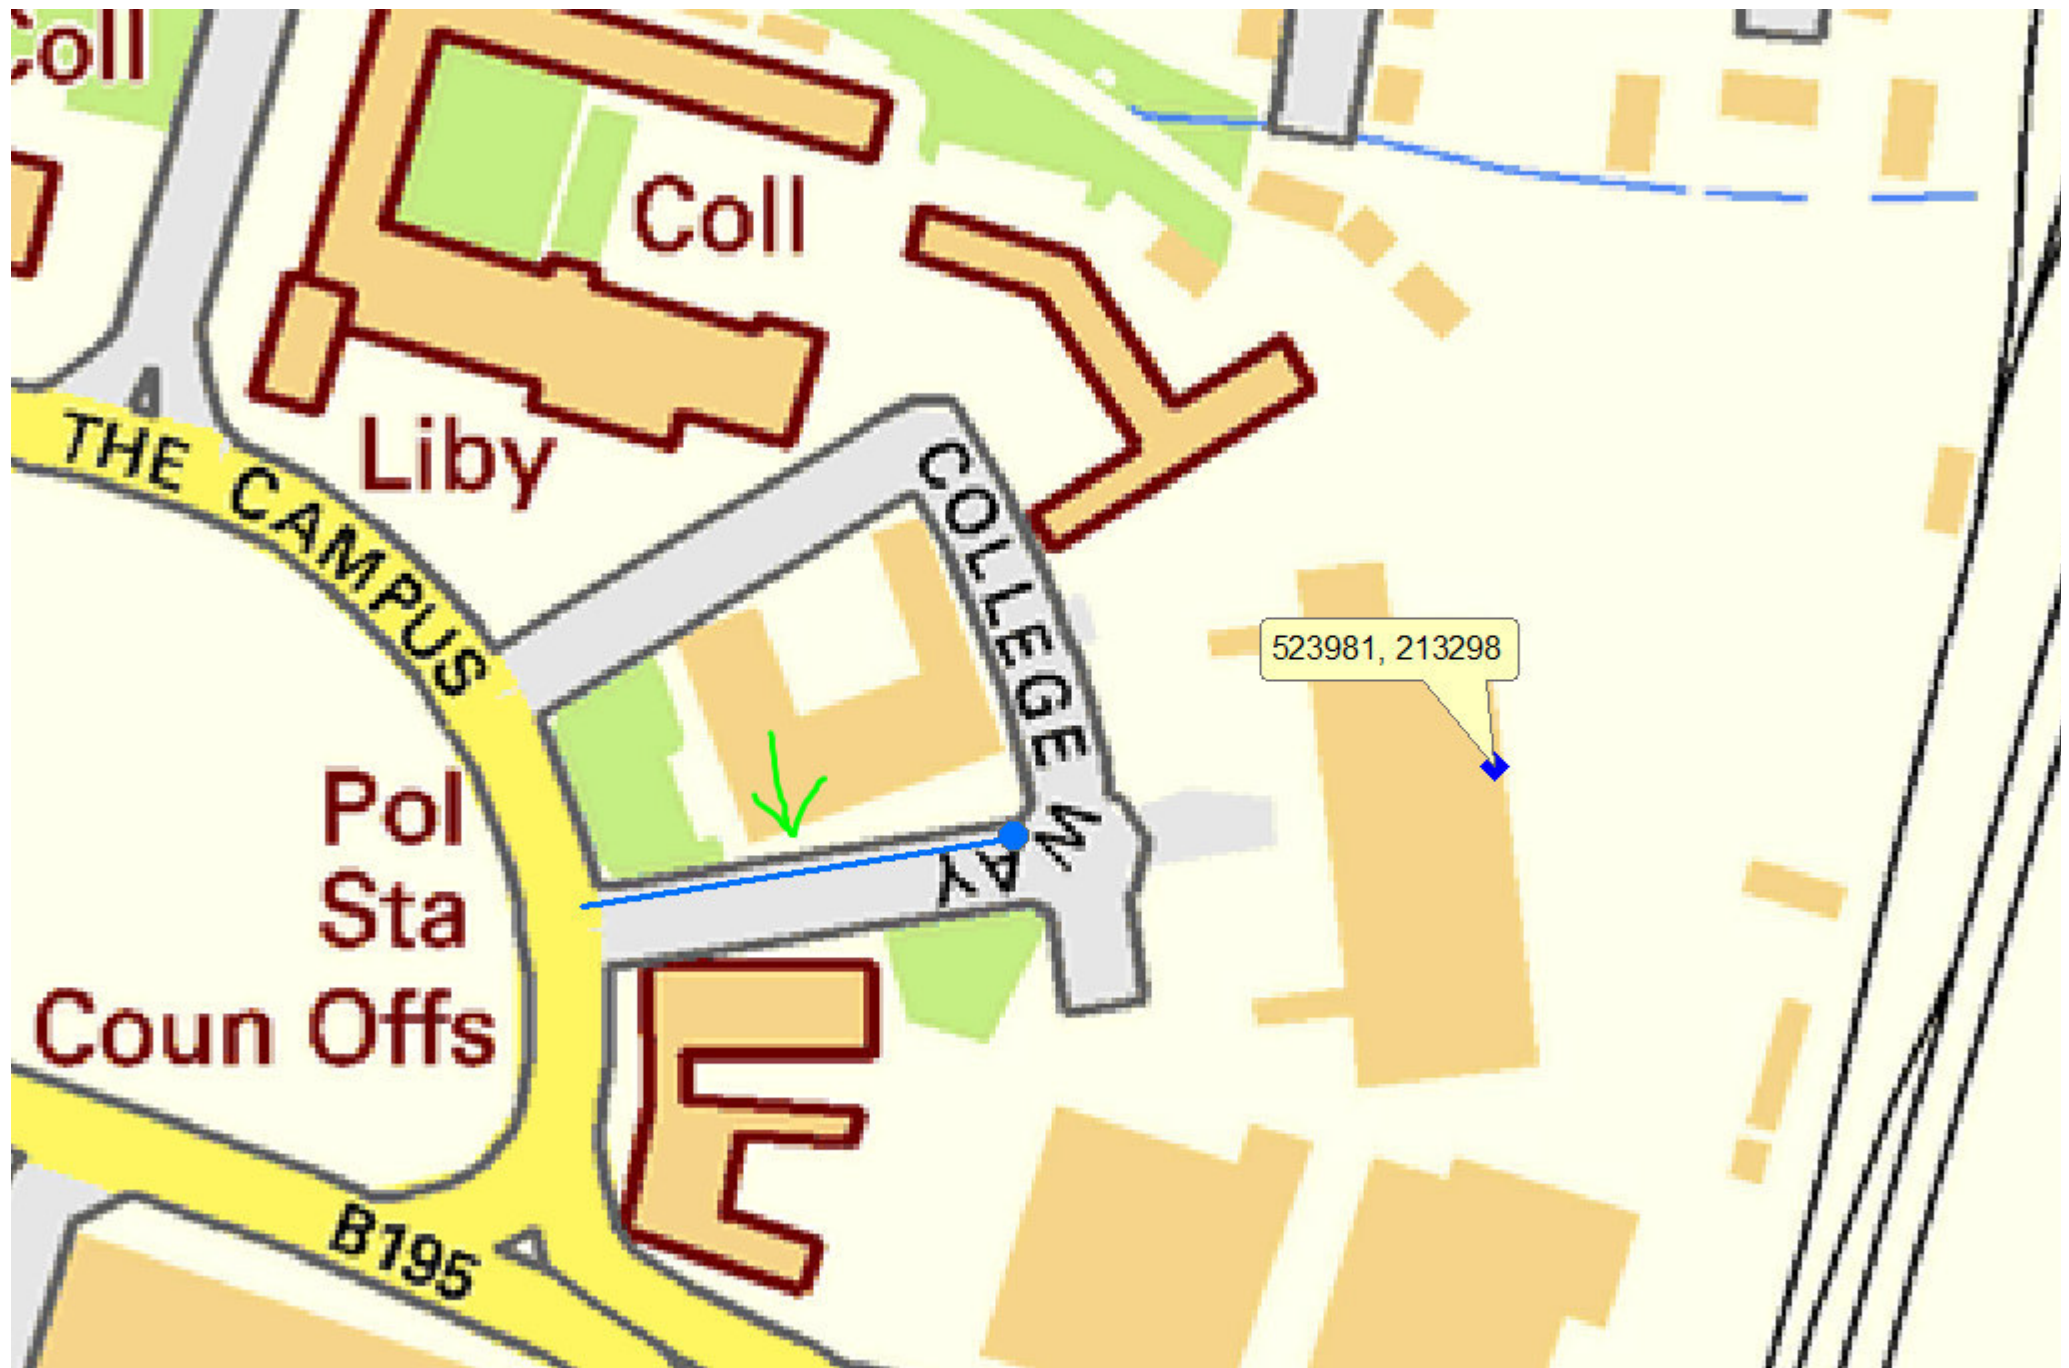 Coll
Coll
THE CAMPUS
Liby
COLLEGE WAY
523981, 213298
Pol
Sta
Coun Offs
B195